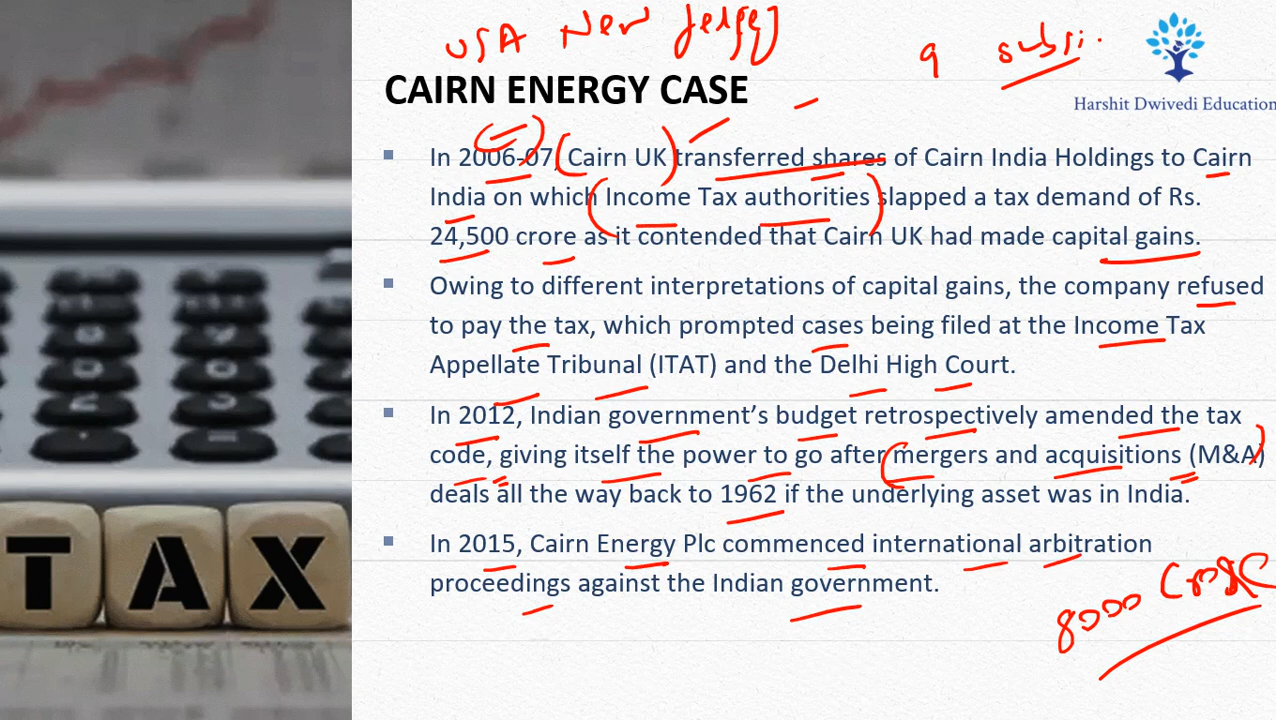 USA New Jersey
9 subsi.
Harshit Dwivedi Education
CAIRN ENERGY CASE
In 2006-07, Cairn UK transferred shares of Cairn India Holdings to Cairn
India on which Income Tax authorities slapped a tax demand of Rs.
24,500 crore as it contended that Cairn UK had made capital gains.
Owing to different interpretations of capital gains, the company refused
to pay the tax, which prompted cases being filed at the Income Tax
Appellate Tribunal (ITAT) and the Delhi High Court.
In 2012, Indian government's budget retrospectively amended the tax
code, giving itself the power to go after mergers and acquisitions (M&A)
deals all the way back to 1962 if the underlying asset was in India.
In 2015, Cairn Energy Plc commenced international arbitration
proceedings against the Indian government.
8000 Crore
TAX